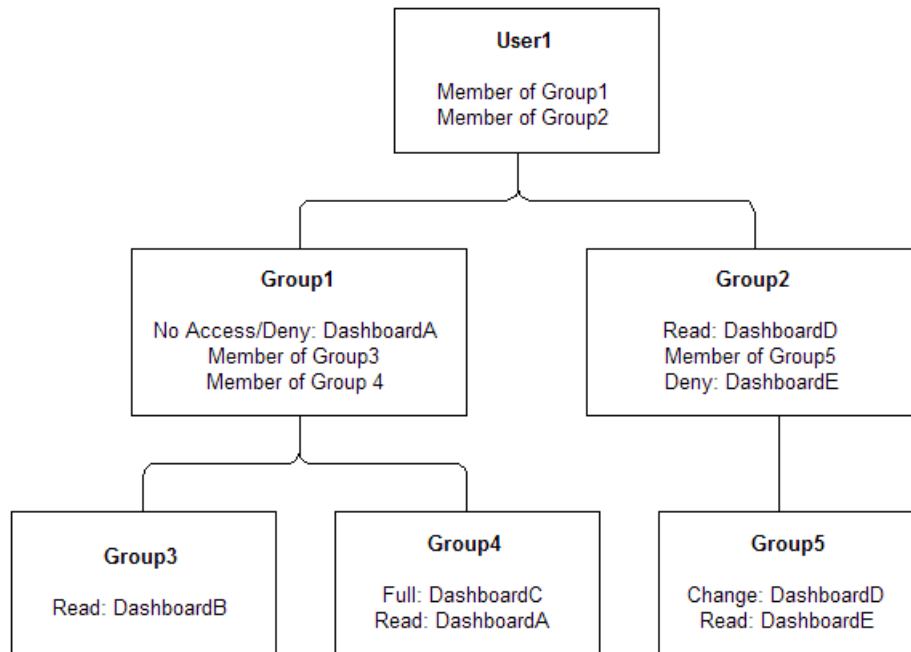 User1
Member of Group1
Member of Group2
Group1
No Access/Deny: DashboardA
Member of Group3
Member of Group 4
Group2
Read: DashboardD
Member of Group5
Deny: DashboardE
Group3
Read: DashboardB
Group4
Full: DashboardC
Read: DashboardA
Group5
Change: DashboardD
Read: DashboardE